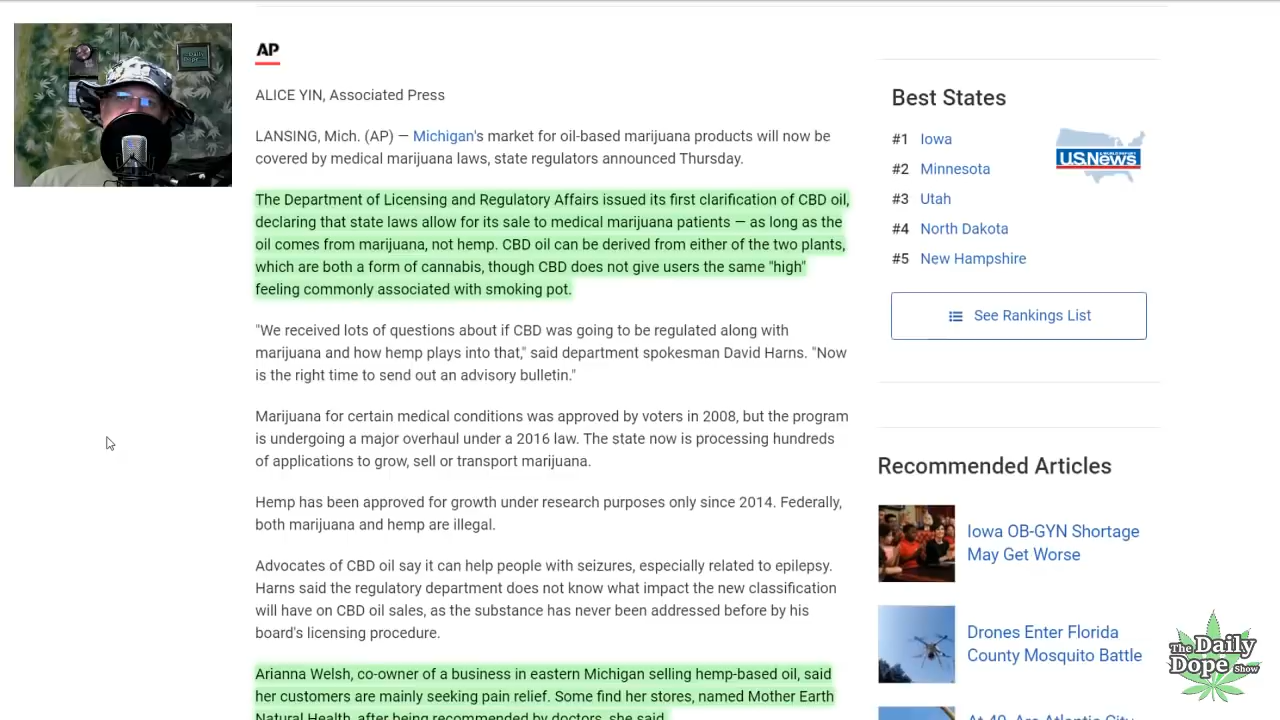 AP
ALICE YIN, Associated Press
LANSING, Mich. (AP) — Michigan's market for oil-based marijuana products will now be
covered by medical marijuana laws, state regulators announced Thursday.
The Department of Licensing and Regulatory Affairs issued its first clarification of CBD oil,
declaring that state laws allow for its sale to medical marijuana patients — as long as the
oil comes from marijuana, not hemp. CBD oil can be derived from either of the two plants,
which are both a form of cannabis, though CBD does not give users the same "high"
feeling commonly associated with smoking pot.
"We received lots of questions about if CBD was going to be regulated along with
marijuana and how hemp plays into that," said department spokesman David Harns. "Now
is the right time to send out an advisory bulletin."
Marijuana for certain medical conditions was approved by voters in 2008, but the program
is undergoing a major overhaul under a 2016 law. The state now is processing hundreds
of applications to grow, sell or transport marijuana.
Hemp has been approved for growth under research purposes only since 2014. Federally,
both marijuana and hemp are illegal.
Advocates of CBD oil say it can help people with seizures, especially related to epilepsy.
Harns said the regulatory department does not know what impact the new classification
will have on CBD oil sales, as the substance has never been addressed before by his
board's licensing procedure.
Arianna Welsh, co-owner of a business in eastern Michigan selling hemp-based oil, said
her customers are mainly seeking pain relief. Some find her stores, named Mother Earth
Natural Health, after being recommended by doctors, she said.
Best States
#1 Iowa
#2 Minnesota
#3 Utah
#4 North Dakota
#5 New Hampshire
U.S.News
See Rankings List
Recommended Articles
Iowa OB-GYN Shortage
May Get Worse
Drones Enter Florida
County Mosquito Battle
At 40, Are Atlantic City
The Daily
Dope Show